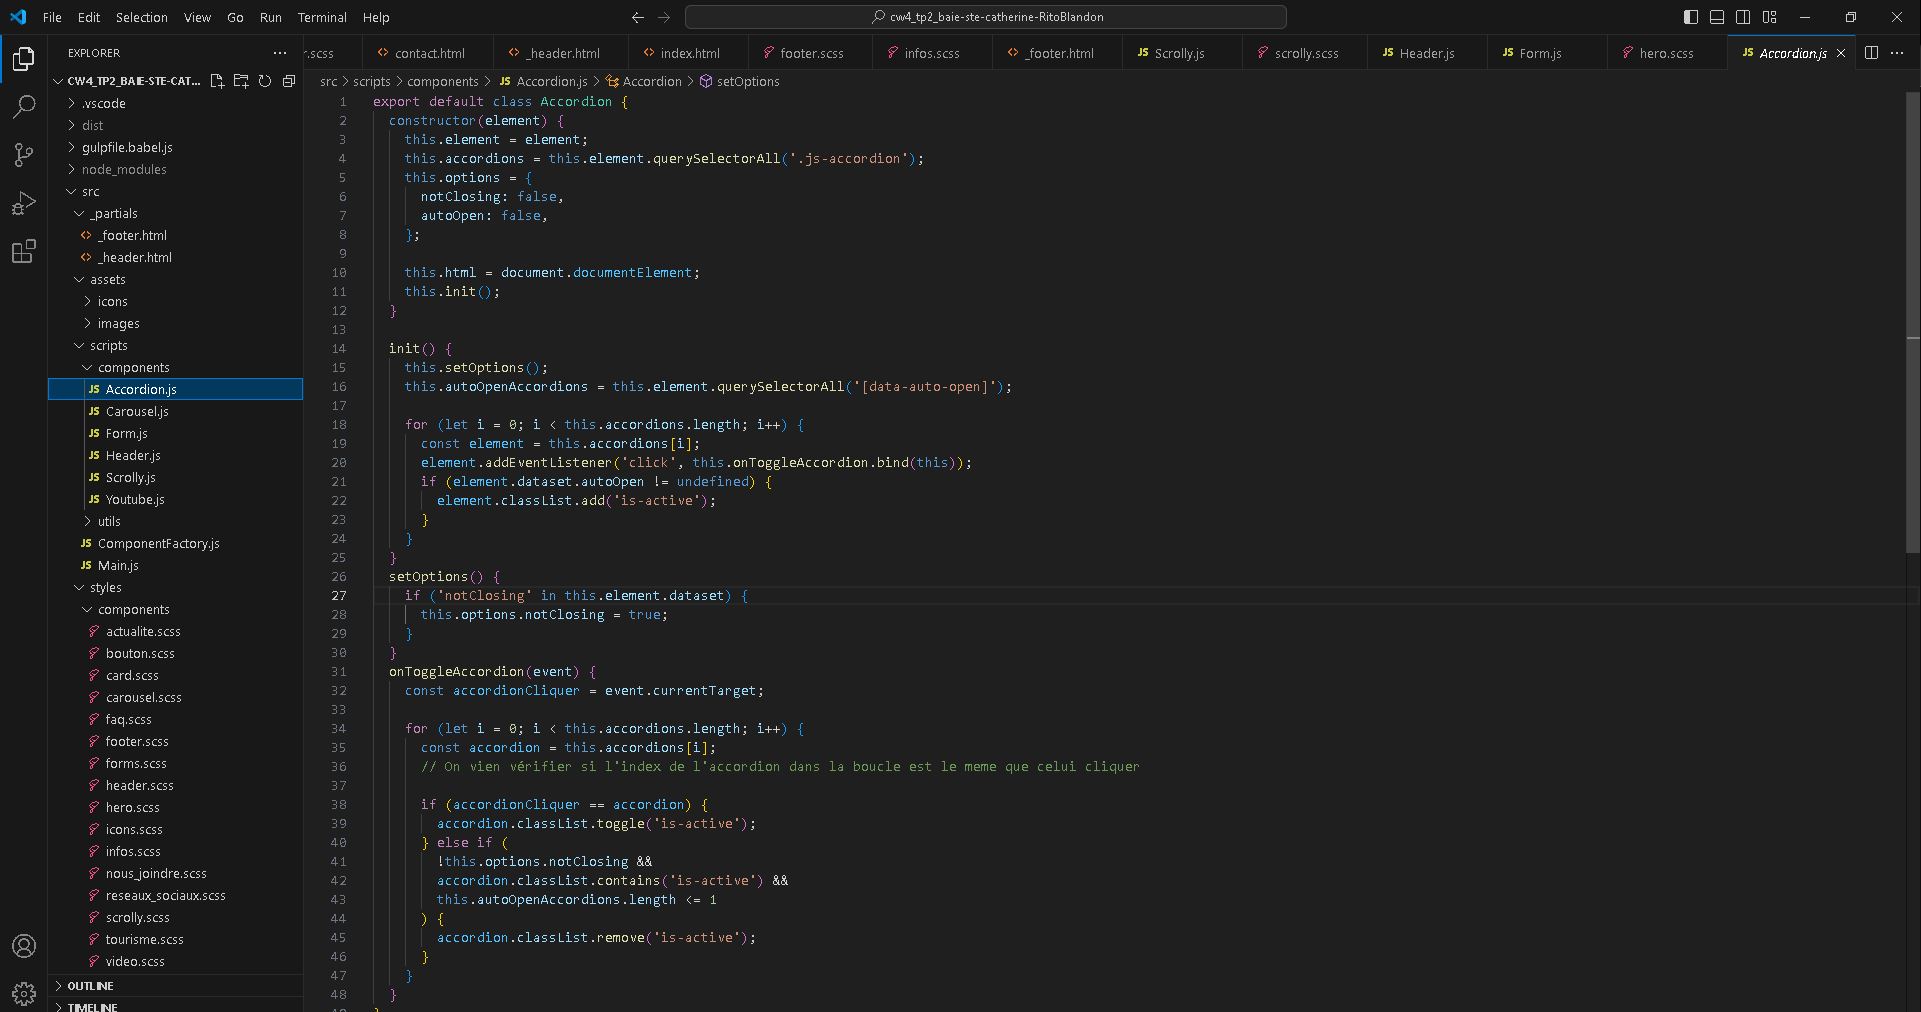 File Edit Selection View Go Run Terminal Help
cw4_tp2_baie-ste-catherine-RitoBlandon
EXPLORER
r.scss contact.html _header.html index.html footer.scss infos.scss _footer.html Scrolly.js scrolly.scss Header.js Form.js hero.scss Accordion.js
CW4_TP2_BAIE-STE-CAT...
.vscode
dist
gulpfile.babel.js
node_modules
src
_partials
_footer.html
_header.html
assets
icons
images
scripts
components
JS Accordion.js
JS Carousel.js
JS Form.js
JS Header.js
JS Scrolly.js
JS Youtube.js
utils
JS ComponentFactory.js
JS Main.js
styles
components
actualite.scss
bouton.scss
card.scss
carousel.scss
faq.scss
footer.scss
forms.scss
header.scss
hero.scss
icons.scss
infos.scss
nous_joindre.scss
reseaux_sociaux.scss
scrolly.scss
tourisme.scss
video.scss
OUTLINE
TIMELINE
src > scripts > components > JS Accordion.js > Accordion > setOptions
1 export default class Accordion {
2 constructor(element) {
3 this.element = element;
4 this.accordions = this.element.querySelectorAll('.js-accordion');
5 this.options = {
6 notClosing: false,
7 autoOpen: false,
8 };
9
10 this.html = document.documentElement;
11 this.init();
12 }
13
14 init() {
15 this.setOptions();
16 this.autoOpenAccordions = this.element.querySelectorAll('[data-auto-open]');
17
18 for (let i = 0; i < this.accordions.length; i++) {
19 const element = this.accordions[i];
20 element.addEventListener('click', this.onToggleAccordion.bind(this));
21 if (element.dataset.autoOpen != undefined) {
22 element.classList.add('is-active');
23 }
24 }
25 }
26 setOptions() {
27 if ('notClosing' in this.element.dataset) {
28 this.options.notClosing = true;
29 }
30 }
31 onToggleAccordion(event) {
32 const accordionCliquer = event.currentTarget;
33
34 for (let i = 0; i < this.accordions.length; i++) {
35 const accordion = this.accordions[i];
36 // On vien vérifier si l'index de l'accordion dans la boucle est le meme que celui cliquer
37
38 if (accordionCliquer == accordion) {
39 accordion.classList.toggle('is-active');
40 } else if (
41 !this.options.notClosing &&
42 accordion.classList.contains('is-active') &&
43 this.autoOpenAccordions.length <= 1
44 ) {
45 accordion.classList.remove('is-active');
46 }
47 }
48 }